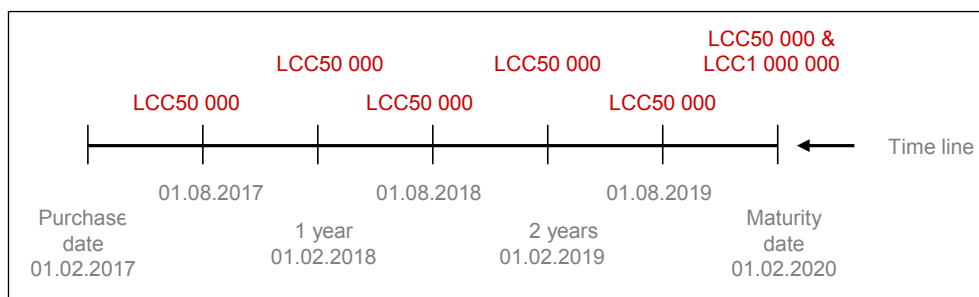 LCC50 000 &
LCC1 000 000
LCC50 000
LCC50 000
LCC50 000
LCC50 000
LCC50 000
Time line
01.08.2017
01.08.2018
01.08.2019
Purchase
date
01.02.2017
1 year
01.02.2018
2 years
01.02.2019
Maturity
date
01.02.2020